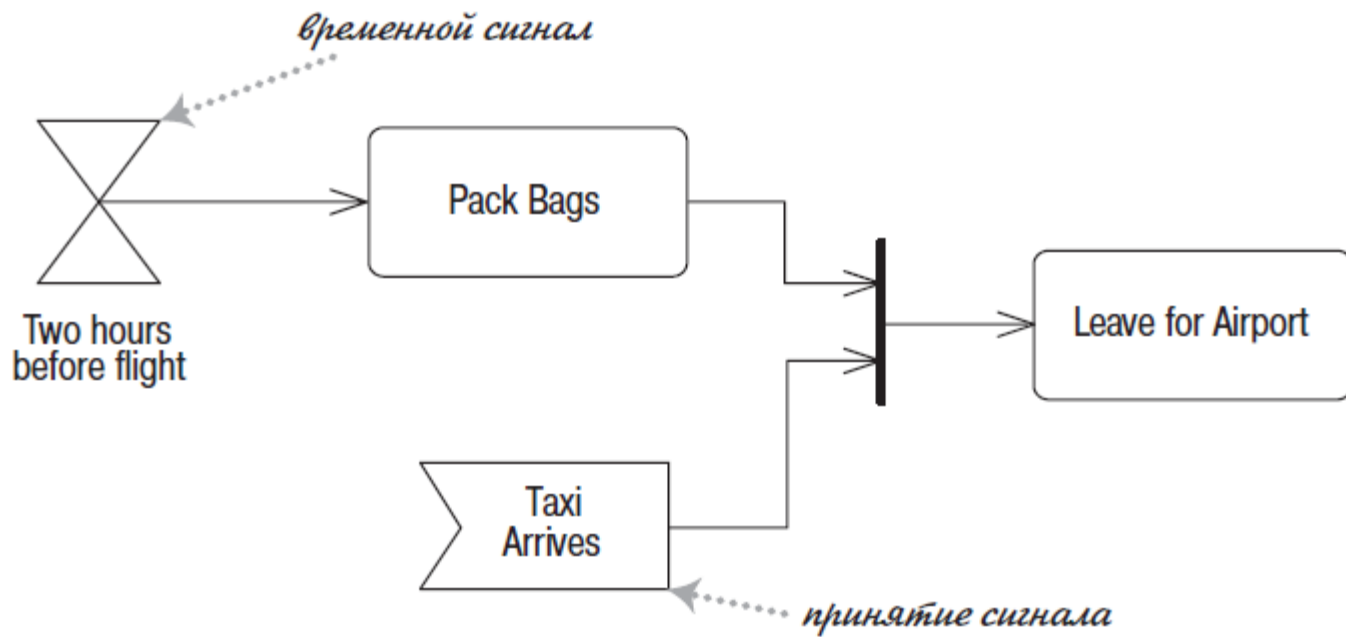 временной сигнал
Pack Bags
Two hours
before flight
Leave for Airport
Taxi
Arrives
принятие сигнала